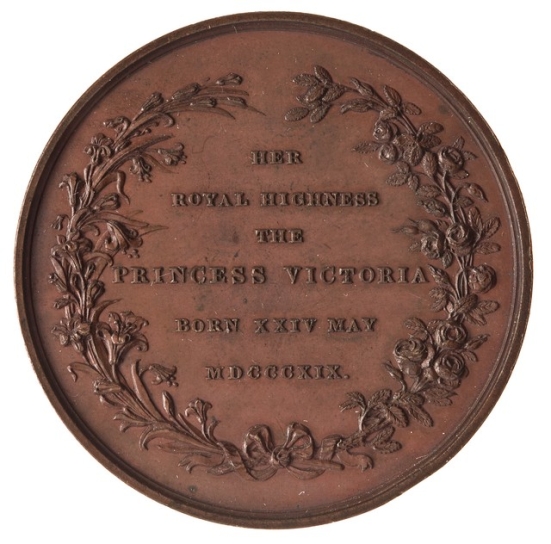 HER
ROYAL HIGHNESS
THE
PRINCESS VICTORIA
BORN XXIV MAY
MDCCCXIX.